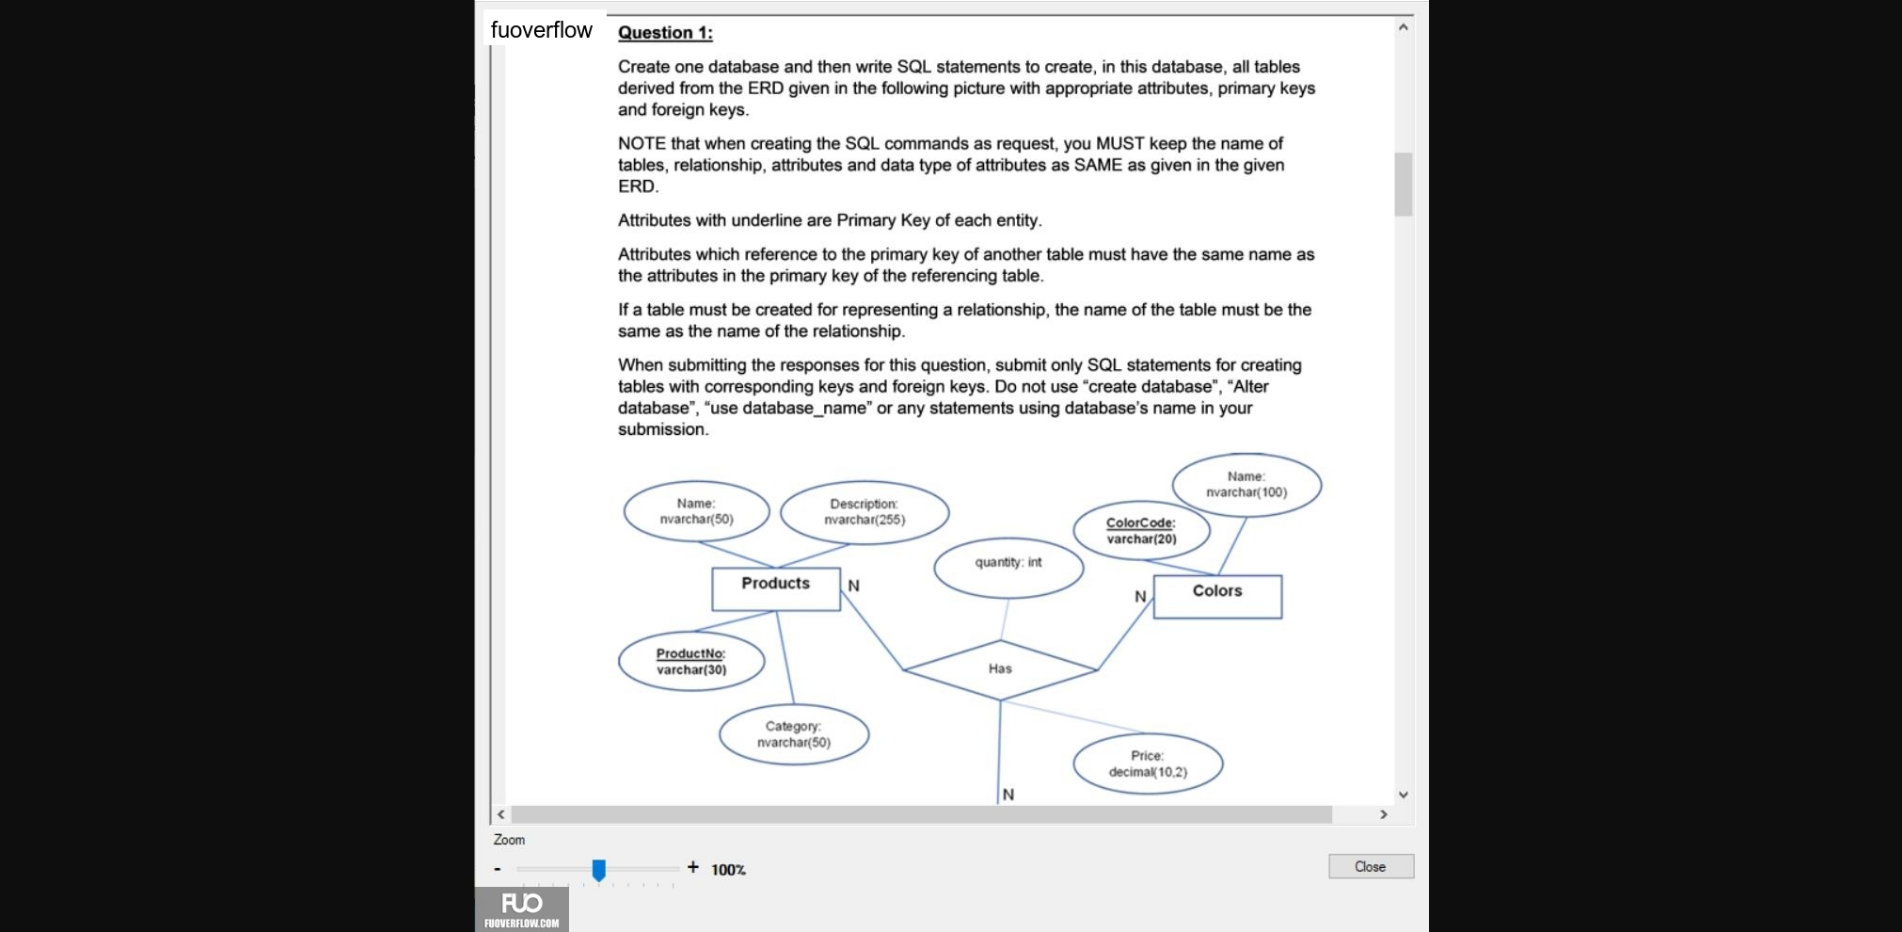 fuoverflow
Question 1:
Create one database and then write SQL statements to create, in this database, all tables
derived from the ERD given in the following picture with appropriate attributes, primary keys
and foreign keys.
NOTE that when creating the SQL commands as request, you MUST keep the name of
tables, relationship, attributes and data type of attributes as SAME as given in the given
ERD.
Attributes with underline are Primary Key of each entity.
Attributes which reference to the primary key of another table must have the same name as
the attributes in the primary key of the referencing table.
If a table must be created for representing a relationship, the name of the table must be the
same as the name of the relationship.
When submitting the responses for this question, submit only SQL statements for creating
tables with corresponding keys and foreign keys. Do not use “create database”, “Alter
database”, “use database_name” or any statements using database’s name in your
submission.
Name:
nvarchar(50)
Description:
nvarchar(255)
Name:
nvarchar(100)
ColorCode:
varchar(20)
quantity: int
Products
N
N
Colors
ProductNo:
varchar(30)
Has
Category:
nvarchar(50)
Price:
decimal(10,2)
N
Zoom
- + 100%
Close
FUO
FUOVERFLOW.COM